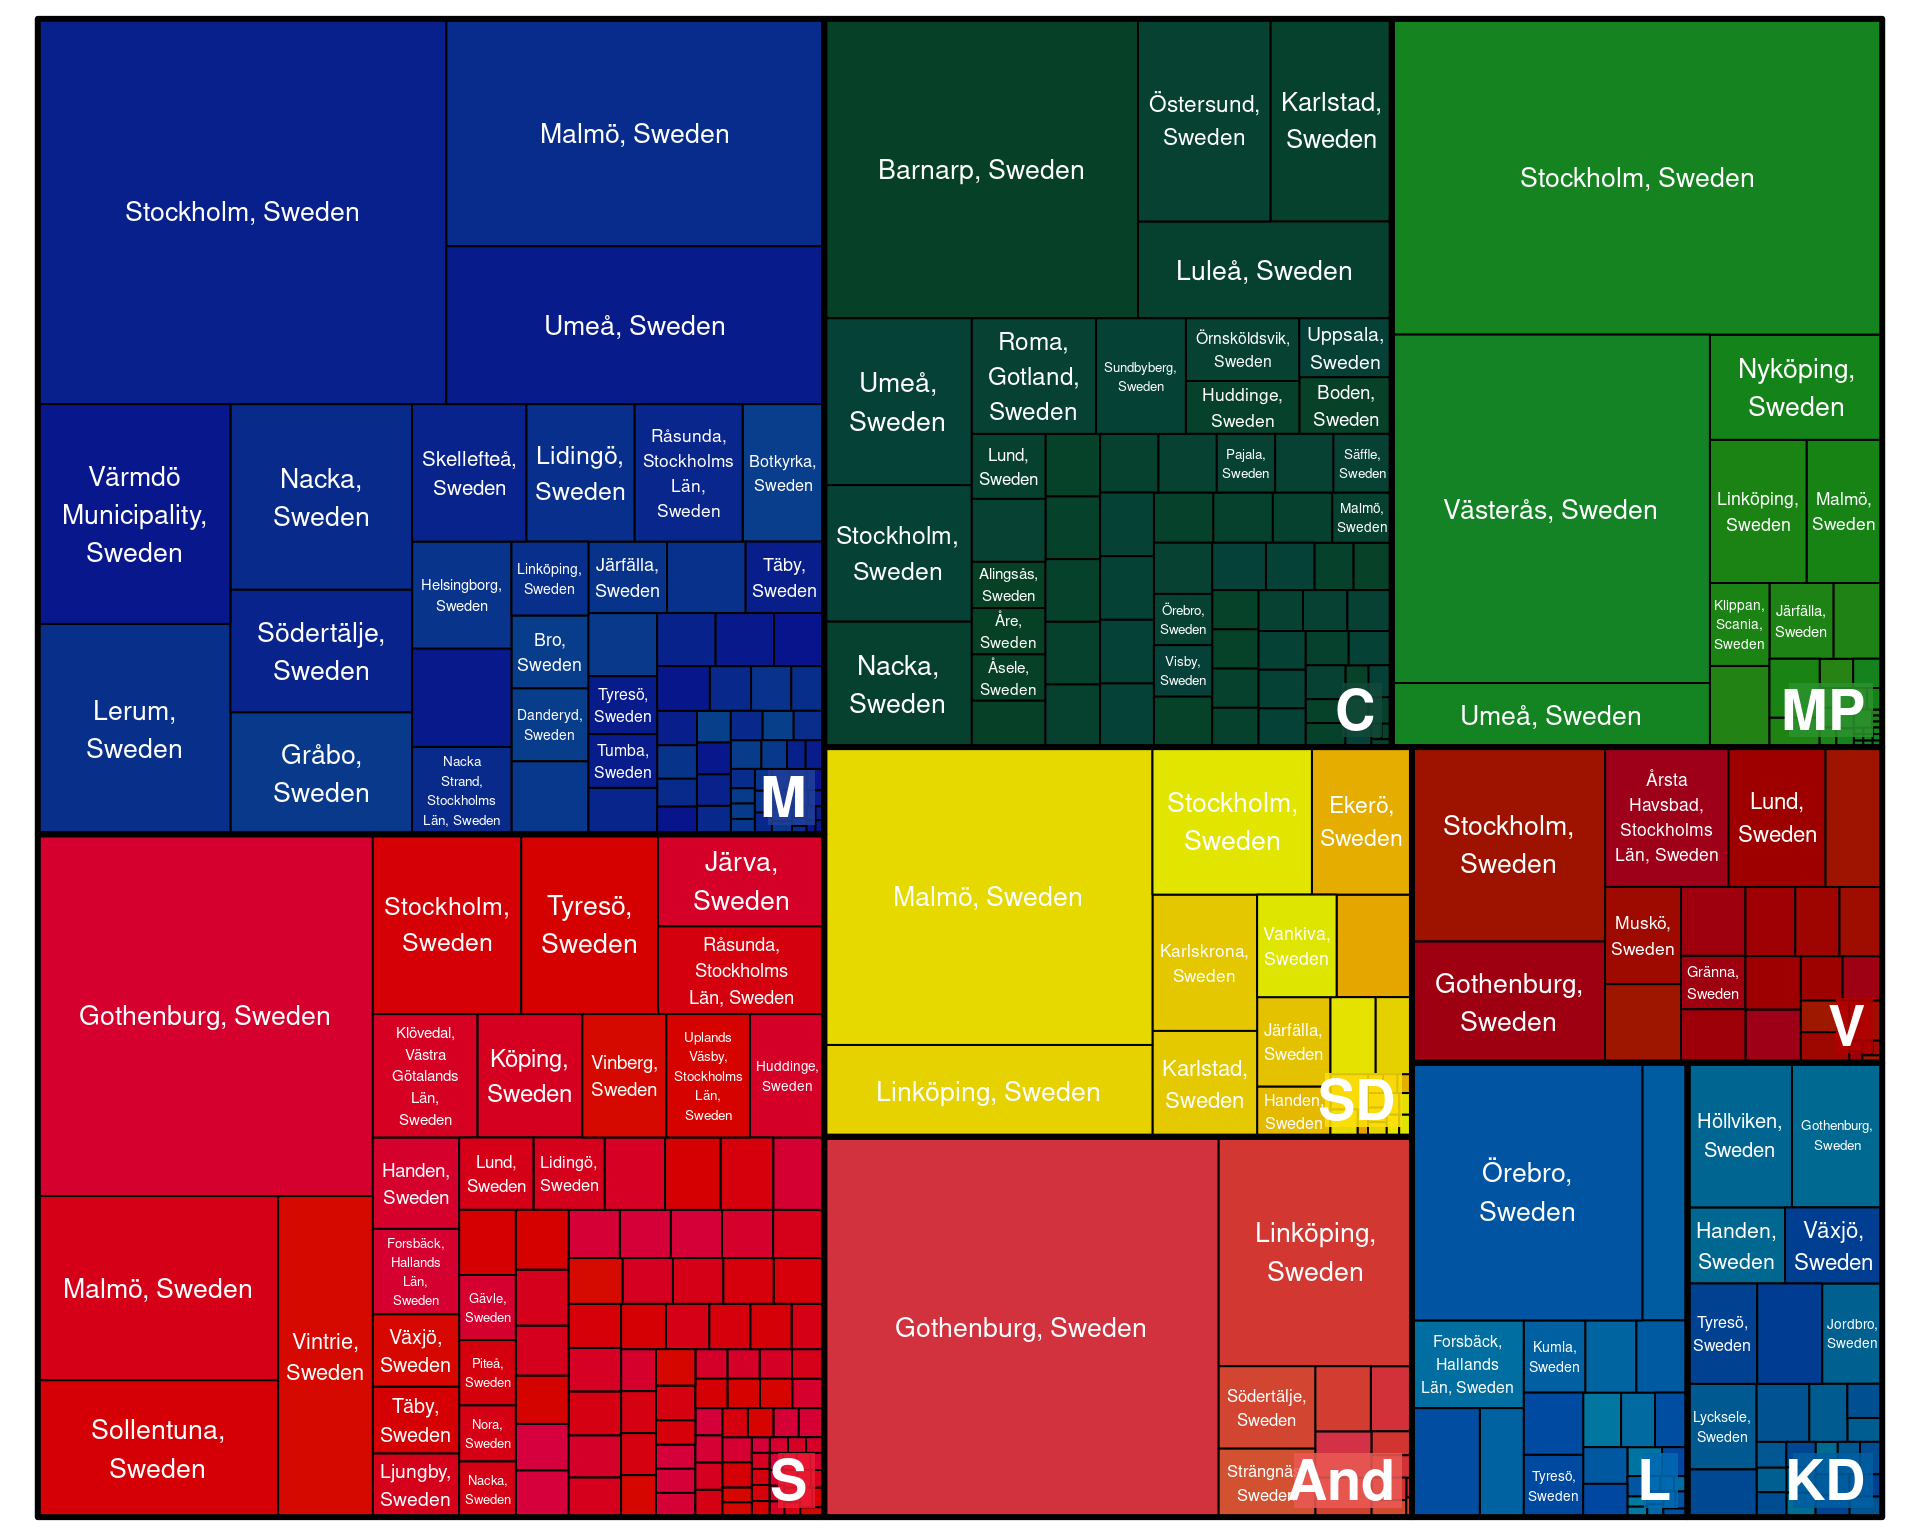 Stockholm, Sweden
Malmö, Sweden
Umeå, Sweden
Värmdö
Municipality,
Sweden
Nacka,
Sweden
Skellefteå,
Sweden
Lidingö,
Sweden
Råsunda,
Stockholms
Län,
Sweden
Botkyrka,
Sweden
Lerum,
Sweden
Södertälje,
Sweden
Gråbo,
Sweden
Helsingborg,
Sweden
Linköping,
Sweden
Järfälla,
Sweden
Täby,
Sweden
Bro,
Sweden
Danderyd,
Sweden
Tyresö,
Sweden
Tumba,
Sweden
Nacka
Strand,
Stockholms
Län, Sweden
M
Barnarp, Sweden
Östersund,
Sweden
Karlstad,
Sweden
Luleå, Sweden
Umeå,
Sweden
Roma,
Gotland,
Sweden
Sundbyberg,
Sweden
Örnsköldsvik,
Sweden
Uppsala,
Sweden
Huddinge,
Sweden
Boden,
Sweden
Stockholm,
Sweden
Lund,
Sweden
Pajala,
Sweden
Säffle,
Sweden
Malmö,
Sweden
Alingsås,
Sweden
Åre,
Sweden
Åsele,
Sweden
Örebro,
Sweden
Visby,
Sweden
Nacka,
Sweden
C
Stockholm, Sweden
Västerås, Sweden
Nyköping,
Sweden
Linköping,
Sweden
Malmö,
Sweden
Klippan,
Scania,
Sweden
Järfälla,
Sweden
Umeå, Sweden
MP
Gothenburg, Sweden
Stockholm,
Sweden
Tyresö,
Sweden
Järva,
Sweden
Råsunda,
Stockholms
Län, Sweden
Klövedal,
Västra
Götalands
Län,
Sweden
Köping,
Sweden
Vinberg,
Sweden
Uplands
Väsby,
Stockholms
Län,
Sweden
Huddinge,
Sweden
Malmö, Sweden
Sollentuna,
Sweden
Vintrie,
Sweden
Handen,
Sweden
Lund,
Sweden
Lidingö,
Sweden
Forsbäck,
Hallands
Län,
Sweden
Gävle,
Sweden
Växjö,
Sweden
Piteå,
Sweden
Täby,
Sweden
Nora,
Sweden
Ljungby,
Sweden
Nacka,
Sweden
S
Malmö, Sweden
Stockholm,
Sweden
Ekerö,
Sweden
Karlskrona,
Sweden
Vankiva,
Sweden
Järfälla,
Sweden
Linköping, Sweden
Karlstad,
Sweden
Handen,
Sweden
SD
Gothenburg, Sweden
Linköping,
Sweden
Södertälje,
Sweden
Strängnäs
Sweden
And
Stockholm,
Sweden
Årsta
Havsbad,
Stockholms
Län, Sweden
Lund,
Sweden
Gothenburg,
Sweden
Muskö,
Sweden
Gränna,
Sweden
V
Örebro,
Sweden
Forsbäck,
Hallands
Län, Sweden
Kumla,
Sweden
Tyresö,
Sweden
L
Höllviken,
Sweden
Gothenburg,
Sweden
Handen,
Sweden
Växjö,
Sweden
Tyresö,
Sweden
Jordbro,
Sweden
Lycksele,
Sweden
KD